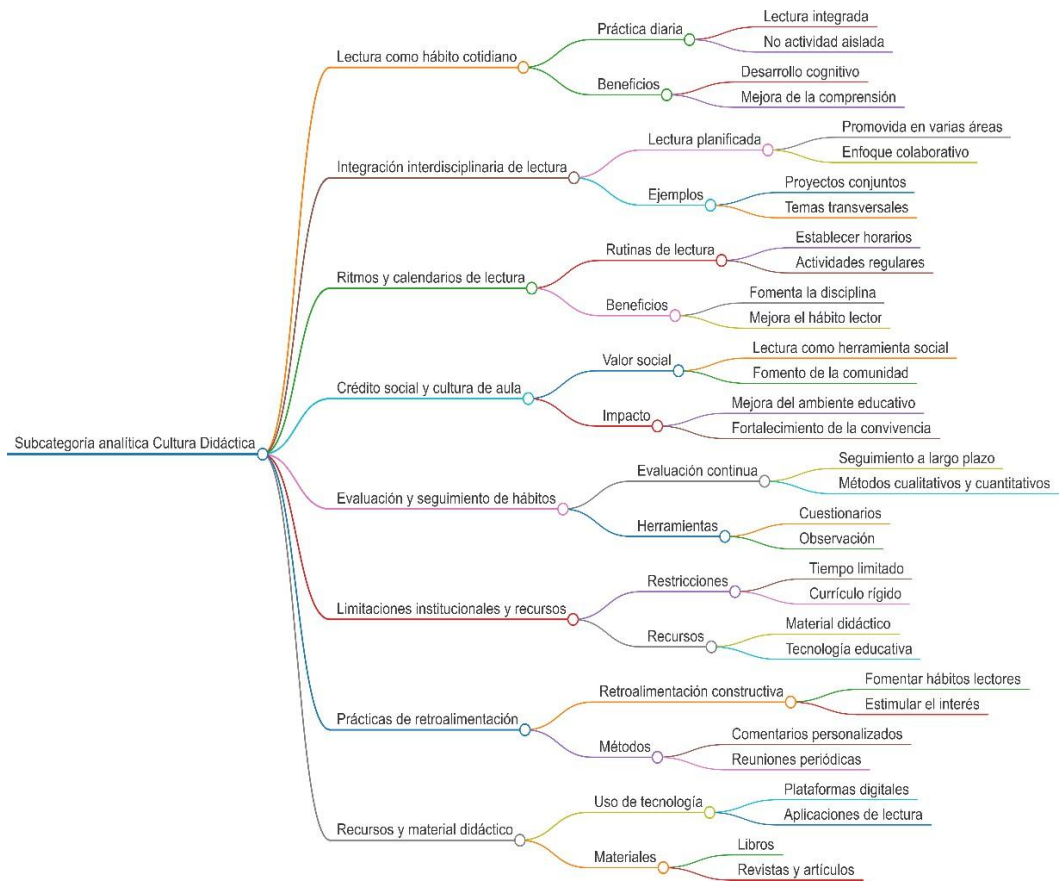 Subcategoría analítica Cultura Didáctica
Lectura como hábito cotidiano
Práctica diaria
Lectura integrada
No actividad aislada
Beneficios
Desarrollo cognitivo
Mejora de la comprensión
Integración interdisciplinaria de lectura
Lectura planificada
Promovida en varias áreas
Enfoque colaborativo
Ejemplos
Proyectos conjuntos
Temas transversales
Ritmos y calendarios de lectura
Rutinas de lectura
Establecer horarios
Actividades regulares
Beneficios
Fomenta la disciplina
Mejora el hábito lector
Crédito social y cultura de aula
Valor social
Lectura como herramienta social
Fomento de la comunidad
Impacto
Mejora del ambiente educativo
Fortalecimiento de la convivencia
Evaluación y seguimiento de hábitos
Evaluación continua
Seguimiento a largo plazo
Métodos cualitativos y cuantitativos
Herramientas
Cuestionarios
Observación
Limitaciones institucionales y recursos
Restricciones
Tiempo limitado
Currículo rígido
Recursos
Material didáctico
Tecnología educativa
Prácticas de retroalimentación
Retroalimentación constructiva
Fomentar hábitos lectores
Estimular el interés
Métodos
Comentarios personalizados
Reuniones periódicas
Recursos y material didáctico
Uso de tecnología
Plataformas digitales
Aplicaciones de lectura
Materiales
Libros
Revistas y artículos